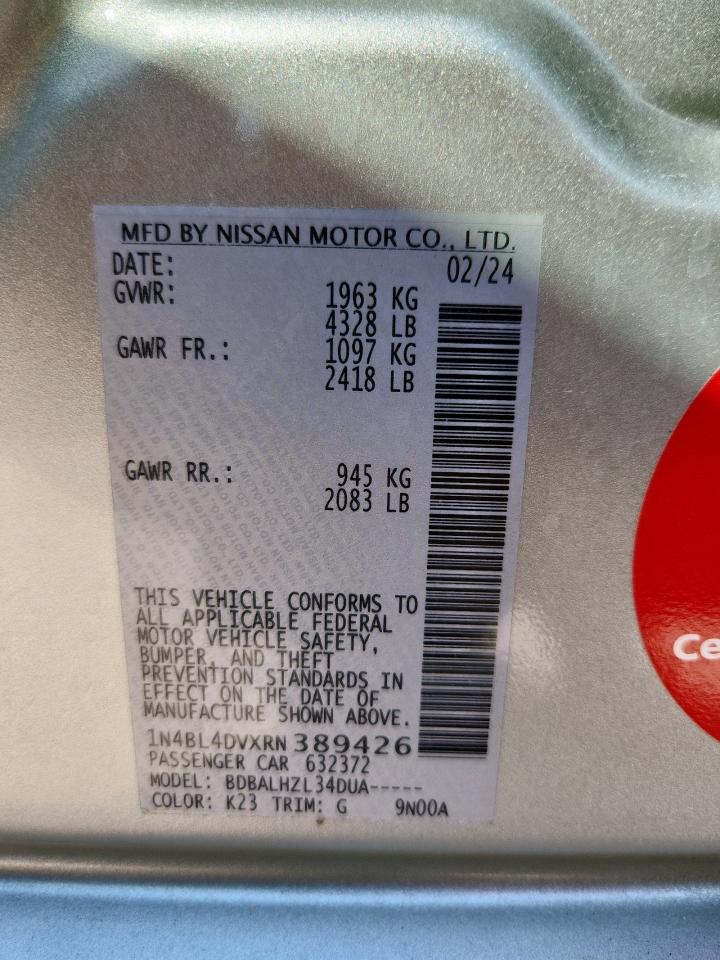 MFD BY NISSAN MOTOR CO., LTD.
DATE: 02/24
GVWR: 1963 KG
4328 LB
GAWR FR.: 1097 KG
2418 LB
GAWR RR.: 945 KG
2083 LB
THIS VEHICLE CONFORMS TO
ALL APPLICABLE FEDERAL
MOTOR VEHICLE SAFETY,
BUMPER, AND THEFT
PREVENTION STANDARDS IN
EFFECT ON THE DATE OF
MANUFACTURE SHOWN ABOVE.
1N4BL4DVXRN389426
PASSENGER CAR 632372
MODEL: BDBALHZL34DUA-----
COLOR: K23 TRIM: G 9N00A
Ce